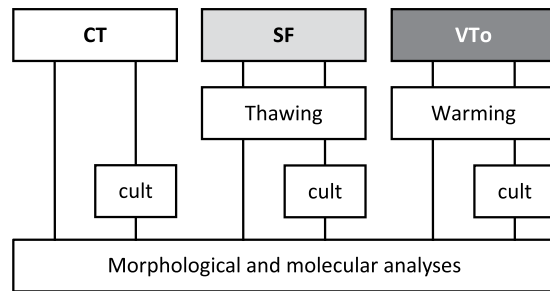 CT SF VTo
Thawing Warming
cult cult cult
Morphological and molecular analyses